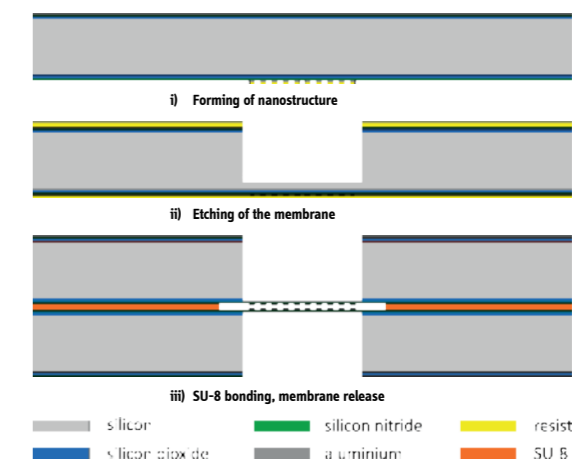 i) Forming of nanostructure
ii) Etching of the membrane
iii) SU-8 bonding, membrane release
silicon silicon nitride resist
silicon dioxide aluminium SU-8